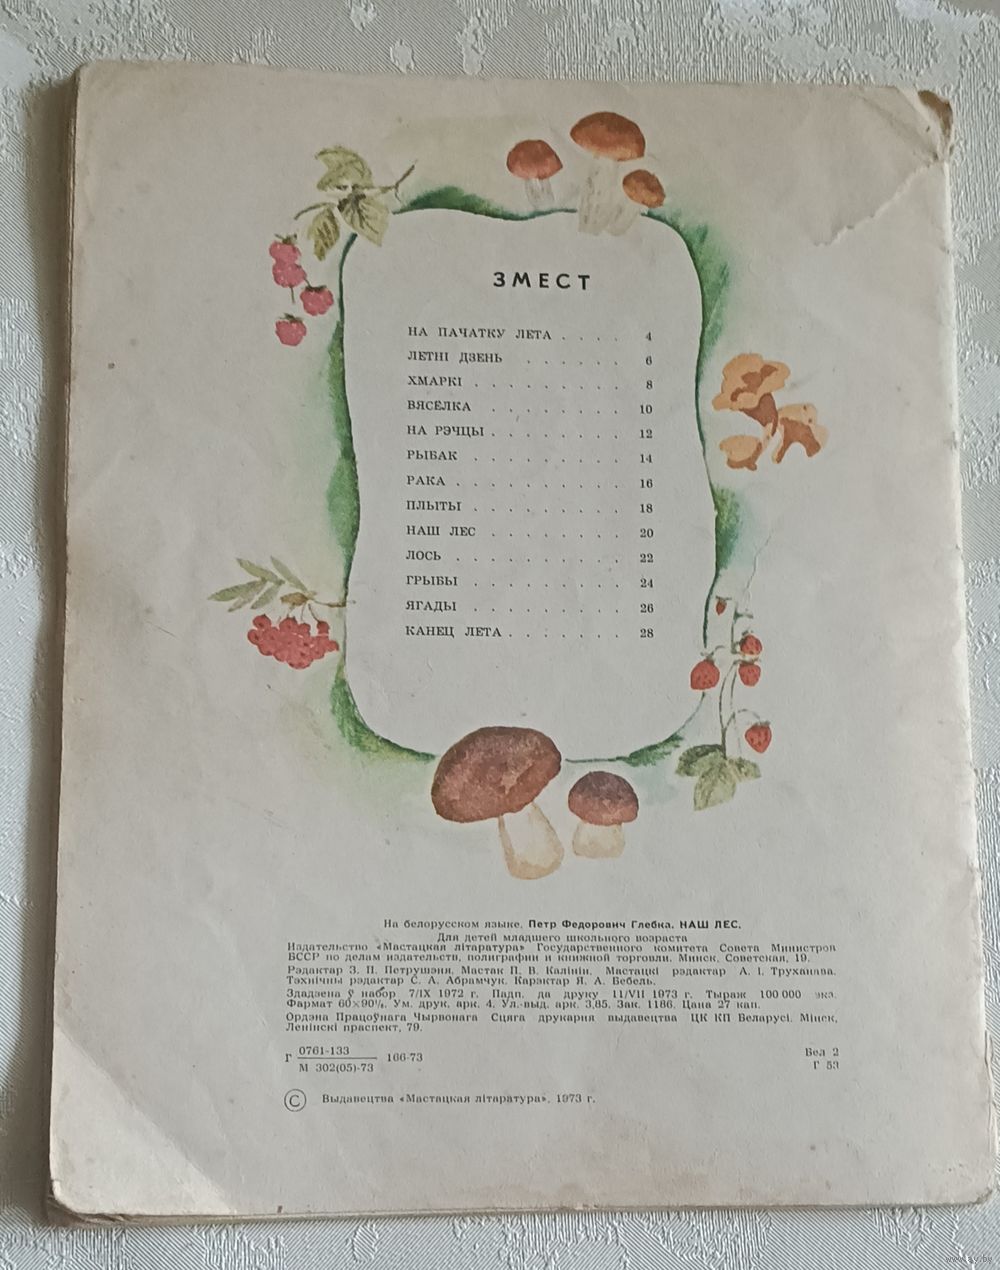 ЗМЕСТ
НА ПАЧАТКУ ЛЕТА . . . . 4
ЛЕТНІ ДЗЕНЬ . . . . . . 6
ХМАРКІ . . . . . . . . . 8
ВЯСЁЛКА . . . . . . . . 10
НА РЭЧЦЫ . . . . . . . . 12
РЫБАК . . . . . . . . . 14
РАКА . . . . . . . . . . 16
ПЛЫТЫ . . . . . . . . . 18
НАШ ЛЕС . . . . . . . . 20
ЛОСЬ . . . . . . . . . . 22
ГРЫБЫ . . . . . . . . . 24
ЯГАДЫ . . . . . . . . . 26
КАНЕЦ ЛЕТА . . . . . . . 28
На белорусском языке. Петр Федорович Глебка. НАШ ЛЕС.
Для детей младшего школьного возраста
Издательство «Мастацкая літаратура» Государственного комитета Совета Министров
БССР по делам издательств, полиграфии и книжной торговли. Минск, Советская, 19.
Рэдактар З. П. Петрушэня. Мастак П. В. Калінін. Мастацкі рэдактар А. І. Труханава.
Тэхнічны рэдактар С. А. Абрамчук. Карэктар Я. А. Бебель.
Здадзена ў набор 7/IX 1972 г. Падп. да друку 11/VII 1973 г. Тыраж 100 000 экз.
Фармат 60×90⅛. Ум. друк. арк. 4. Ул.-выд. арк. 3,85. Зак. 1186. Цана 27 кап.
Ордэна Працоўнага Чырвонага Сцяга друкарня выдавецтва ЦК КП Беларусі. Мінск,
Ленінскі праспект, 79.
Г 0761-133 166-73 Бел 2
М 302(05)-73 Г 53
© Выдавецтва «Мастацкая літаратура», 1973 г.
www.ay.by